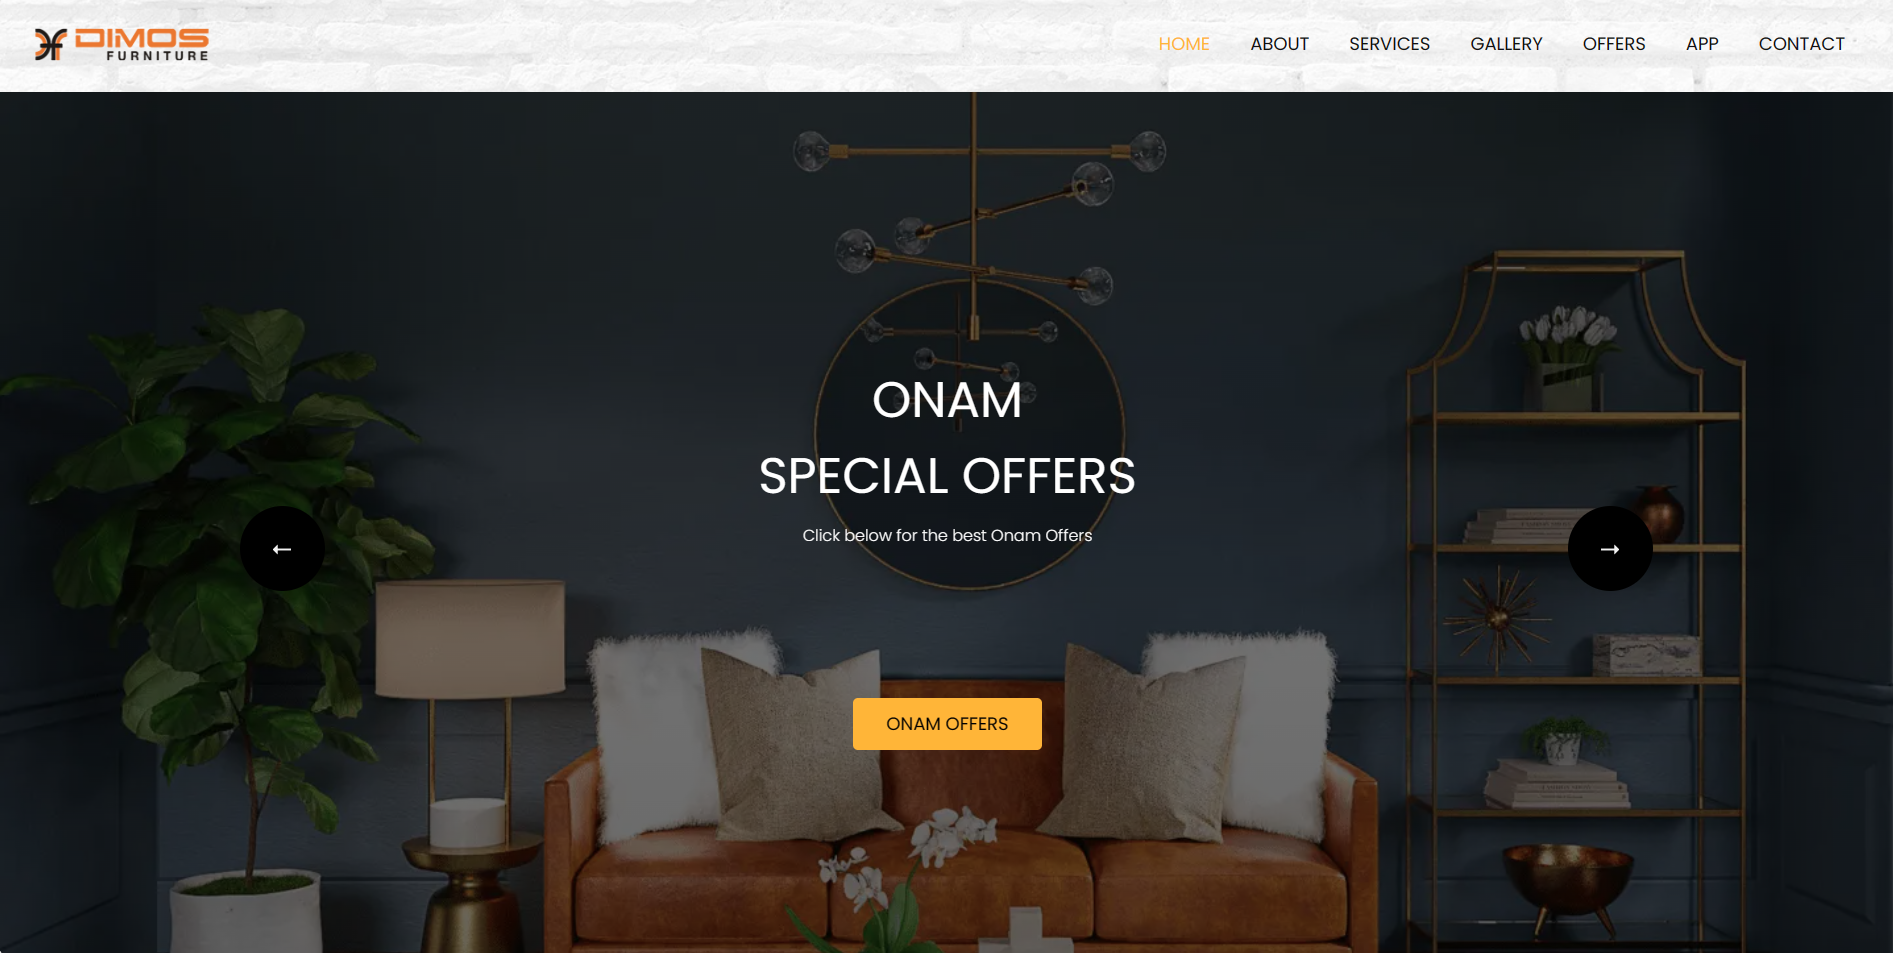 DIMOS
FURNITURE
HOME ABOUT SERVICES GALLERY OFFERS APP CONTACT
ONAM
SPECIAL OFFERS
Click below for the best Onam Offers
ONAM OFFERS